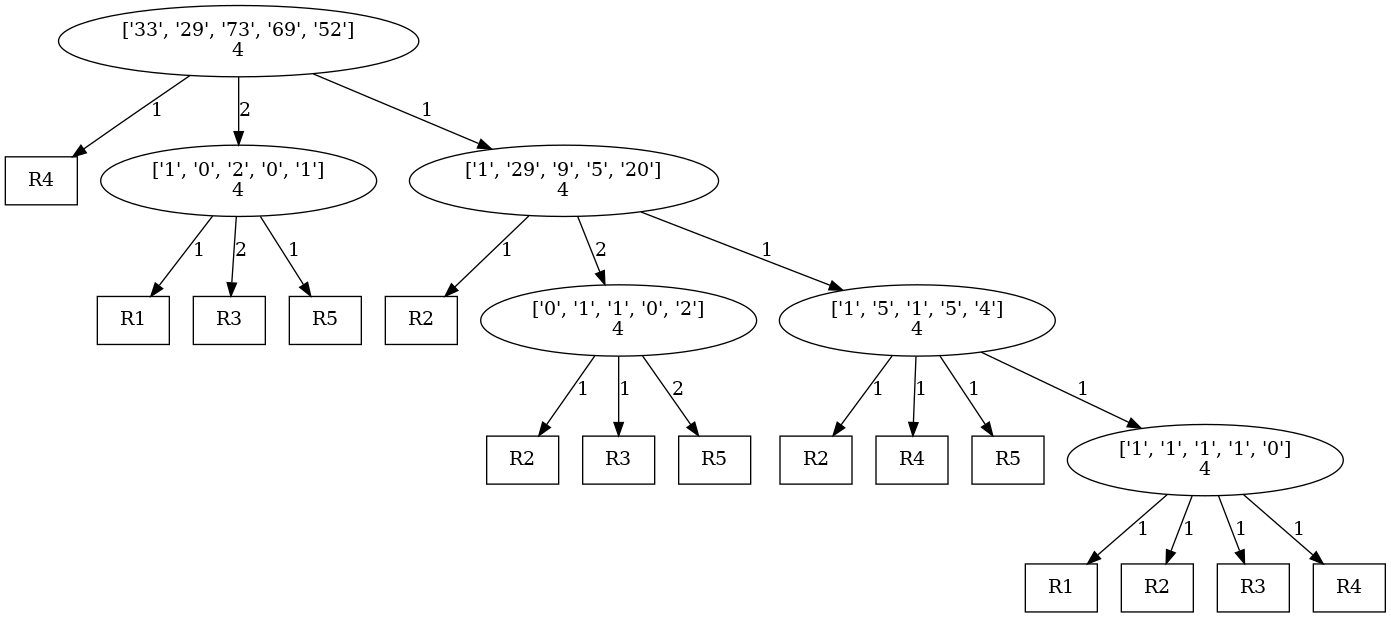 ['33', '29', '73', '69', '52']
4
1
2
1
R4
['1', '0', '2', '0', '1']
4
['1', '29', '9', '5', '20']
4
1
2
1
1
2
1
R1
R3
R5
R2
['0', '1', '1', '0', '2']
4
['1', '5', '1', '5', '4']
4
1
1
2
1
1
1
1
R2
R3
R5
R2
R4
R5
['1', '1', '1', '1', '0']
4
1
1
1
1
R1
R2
R3
R4